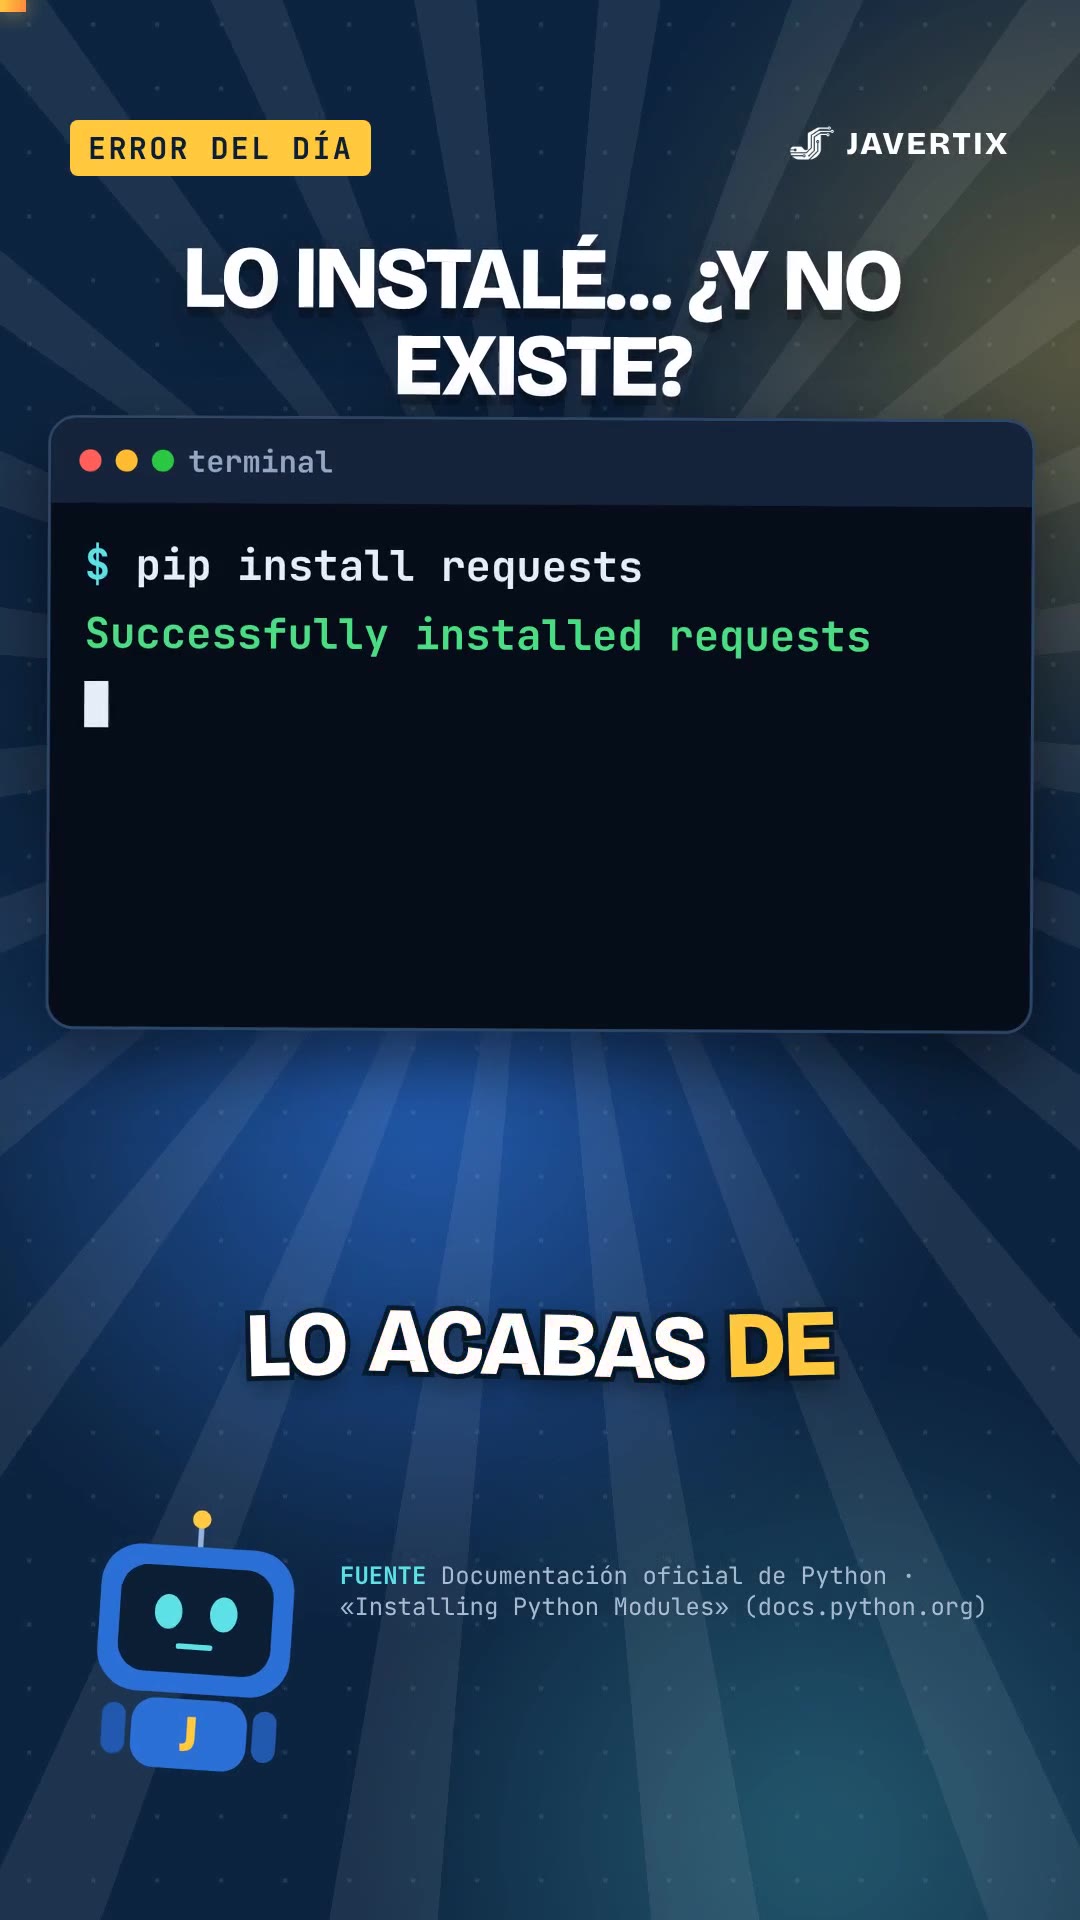 ERROR DEL DÍA
JAVERTIX
LO INSTALÉ... ¿Y NO
EXISTE?
terminal
$ pip install requests
Successfully installed requests
LO ACABAS DE
FUENTE Documentación oficial de Python ·
«Installing Python Modules» (docs.python.org)
J